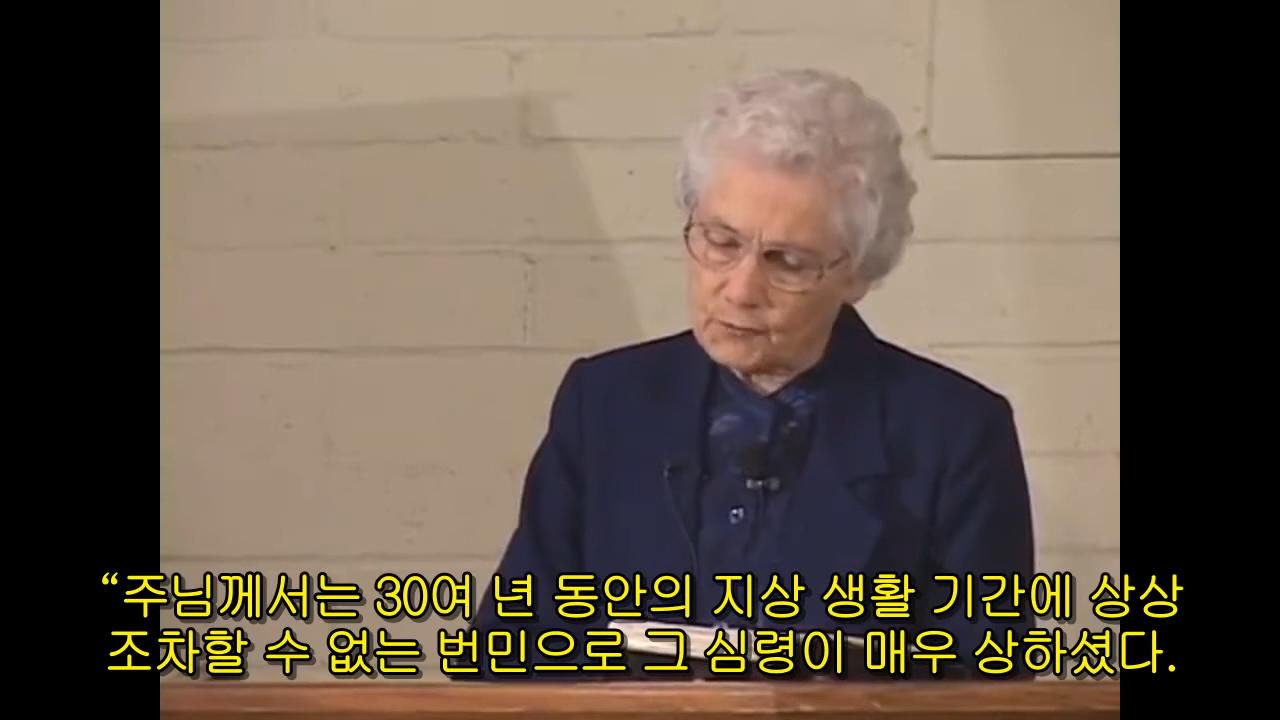 “주님께서는 30여 년 동안의 지상 생활 기간에 상상
조차할 수 없는 번민으로 그 심령이 매우 상하셨다.